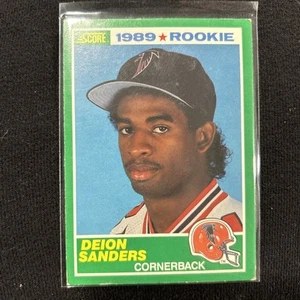 SCORE
1989 ★ ROOKIE
DEION
SANDERS
CORNERBACK